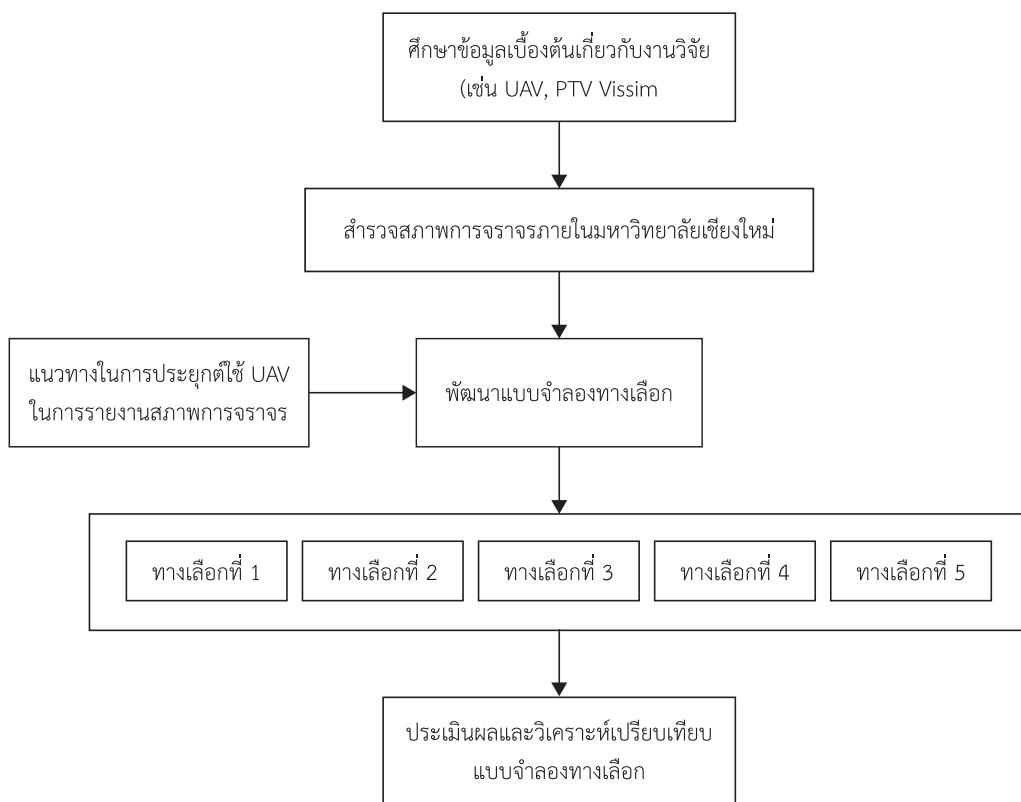 ศึกษาข้อมูลเบื้องต้นเกี่ยวกับงานวิจัย
(เช่น UAV, PTV Vissim
สำรวจสภาพการจราจรภายในมหาวิทยาลัยเชียงใหม่
แนวทางในการประยุกต์ใช้ UAV
ในการรายงานสภาพการจราจร
พัฒนาแบบจำลองทางเลือก
ทางเลือกที่ 1
ทางเลือกที่ 2
ทางเลือกที่ 3
ทางเลือกที่ 4
ทางเลือกที่ 5
ประเมินผลและวิเคราะห์เปรียบเทียบ
แบบจำลองทางเลือก